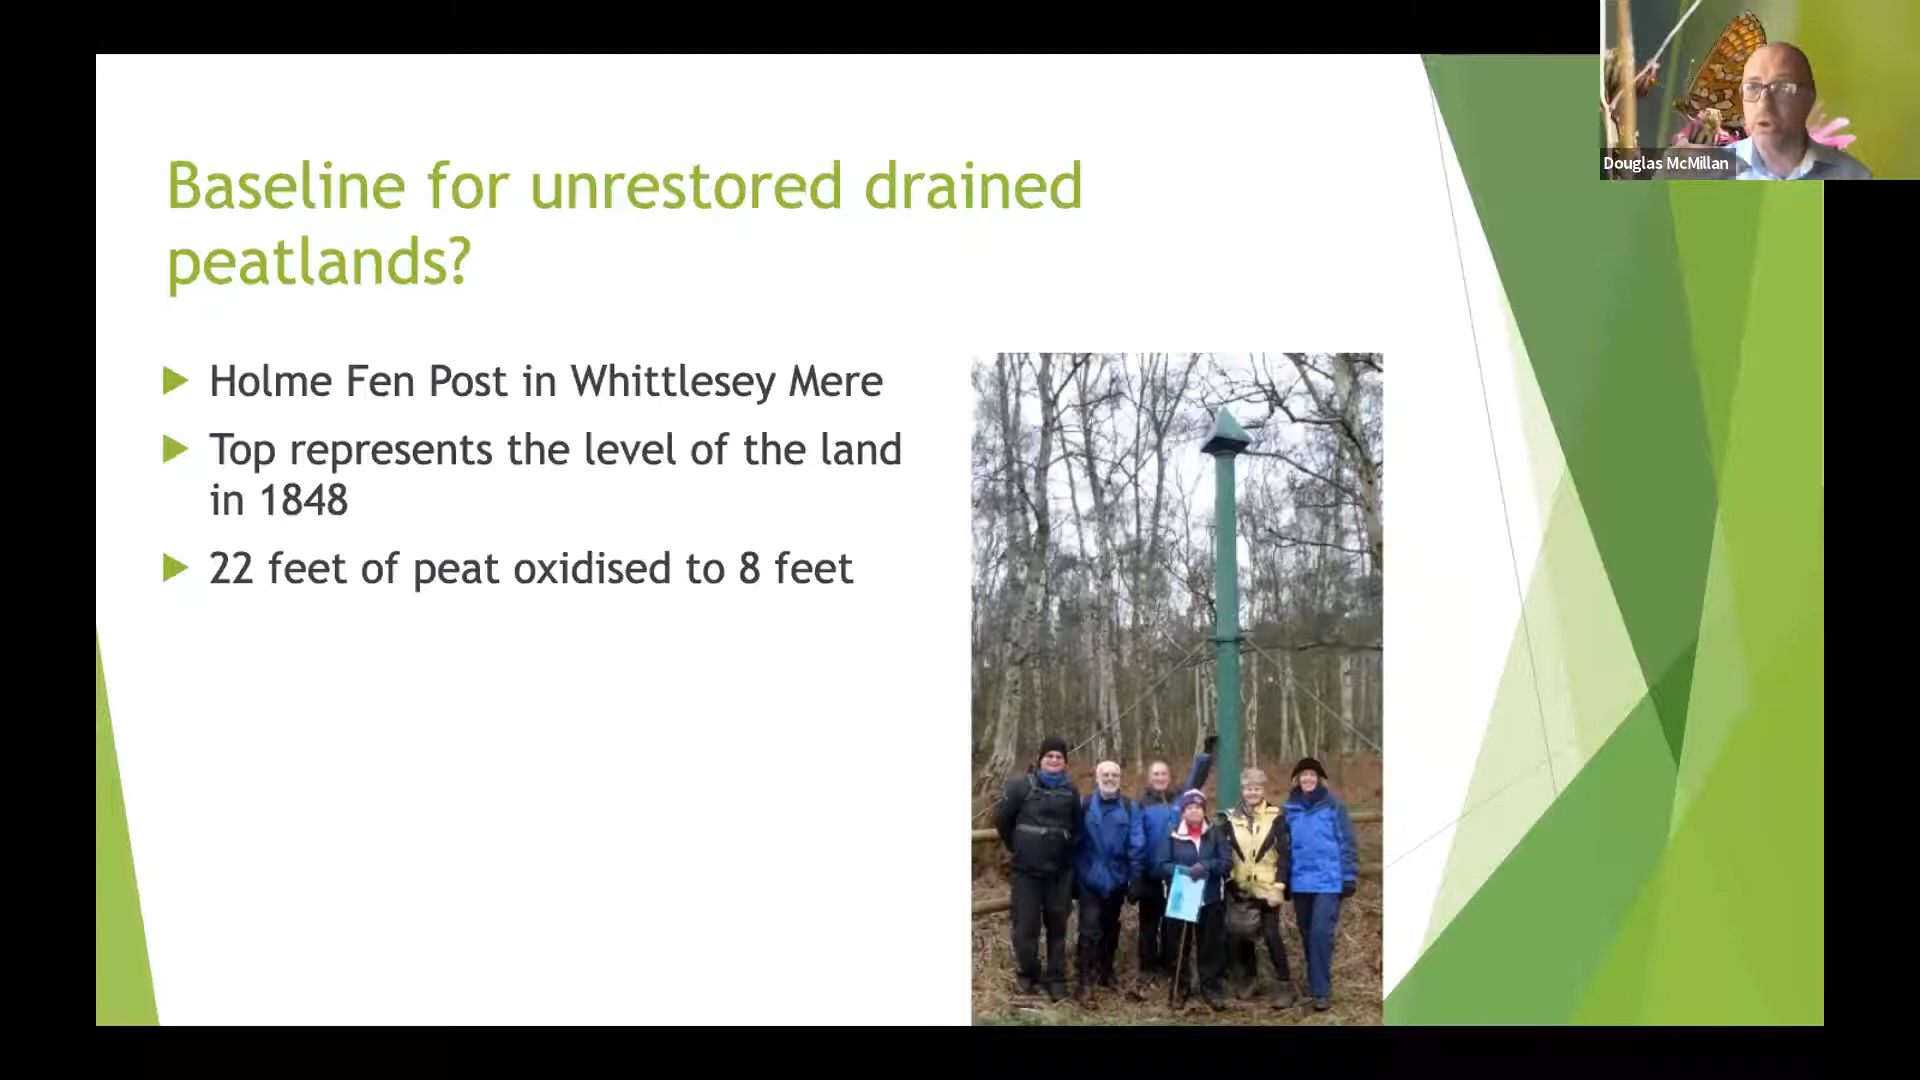 Douglas McMillan
Baseline for unrestored drained
peatlands?
Holme Fen Post in Whittlesey Mere
Top represents the level of the land
in 1848
22 feet of peat oxidised to 8 feet